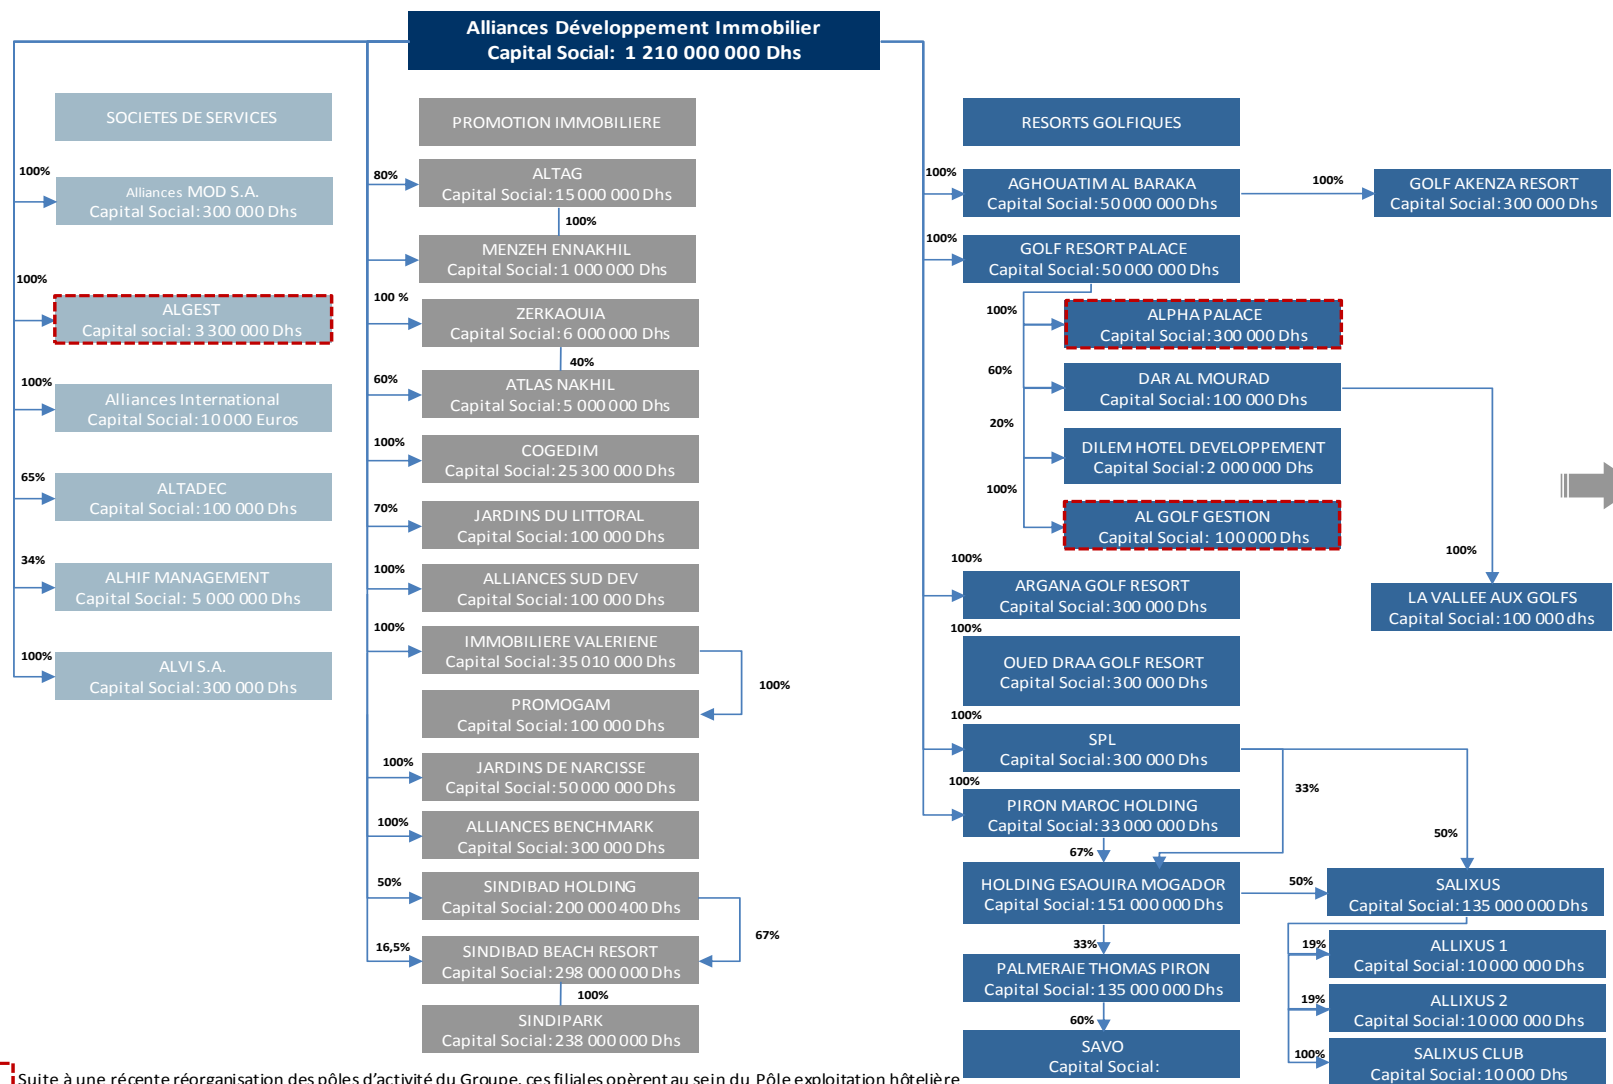 Alliances Développement Immobilier
Capital Social: 1 210 000 000 Dhs
SOCIETES DE SERVICES
100%
Alliances MOD S.A.
Capital Social: 300 000 Dhs
100%
ALGEST
Capital social: 3 300 000 Dhs
100%
Alliances International
Capital Social: 10 000 Euros
65%
ALTADEC
Capital Social: 100 000 Dhs
34%
ALHIF MANAGEMENT
Capital Social: 5 000 000 Dhs
100%
ALVI S.A.
Capital Social: 300 000 Dhs
PROMOTION IMMOBILIERE
80%
ALTAG
Capital Social: 15 000 000 Dhs
100%
MENZEH ENNAKHIL
Capital Social: 1 000 000 Dhs
100 %
ZERKAOUIA
Capital Social: 6 000 000 Dhs
40%
60%
ATLAS NAKHIL
Capital Social: 5 000 000 Dhs
100%
COGEDIM
Capital Social: 25 300 000 Dhs
70%
JARDINS DU LITTORAL
Capital Social: 100 000 Dhs
100%
ALLIANCES SUD DEV
Capital Social: 100 000 Dhs
100%
IMMOBILIERE VALERIENE
Capital Social: 35 010 000 Dhs
100%
PROMOGAM
Capital Social: 100 000 Dhs
100%
JARDINS DE NARCISSE
Capital Social: 50 000 000 Dhs
100%
ALLIANCES BENCHMARK
Capital Social: 300 000 Dhs
50%
SINDIBAD HOLDING
Capital Social: 200 000 400 Dhs
67%
16,5%
SINDIBAD BEACH RESORT
Capital Social: 298 000 000 Dhs
100%
SINDIPARK
Capital Social: 238 000 000 Dhs
RESORTS GOLFIQUES
100%
AGHOUATIM AL BARAKA
Capital Social: 50 000 000 Dhs
100%
GOLF AKENZA RESORT
Capital Social: 300 000 Dhs
100%
GOLF RESORT PALACE
Capital Social: 50 000 000 Dhs
100%
ALPHA PALACE
Capital Social: 300 000 Dhs
60%
DAR AL MOURAD
Capital Social: 100 000 Dhs
20%
DILEM HOTEL DEVELOPPEMENT
Capital Social: 2 000 000 Dhs
100%
AL GOLF GESTION
Capital Social: 100 000 Dhs
100%
LA VALLEE AUX GOLFS
Capital Social: 100 000 dhs
100%
ARGANA GOLF RESORT
Capital Social: 300 000 Dhs
100%
OUED DRAA GOLF RESORT
Capital Social: 300 000 Dhs
100%
SPL
Capital Social: 300 000 Dhs
33%
50%
100%
PIRON MAROC HOLDING
Capital Social: 33 000 000 Dhs
67%
HOLDING ESAOUIRA MOGADOR
Capital Social: 151 000 000 Dhs
50%
SALIXUS
Capital Social: 135 000 000 Dhs
33%
PALMERAIE THOMAS PIRON
Capital Social: 135 000 000 Dhs
60%
SAVO
Capital Social:
19%
ALLIXUS 1
Capital Social: 10 000 000 Dhs
19%
ALLIXUS 2
Capital Social: 10 000 000 Dhs
100%
SALIXUS CLUB
Capital Social: 10 000 Dhs
Suite à une récente réorganisation des pôles d'activité du Groupe, ces filiales opèrent au sein du Pôle exploitation hôtelière